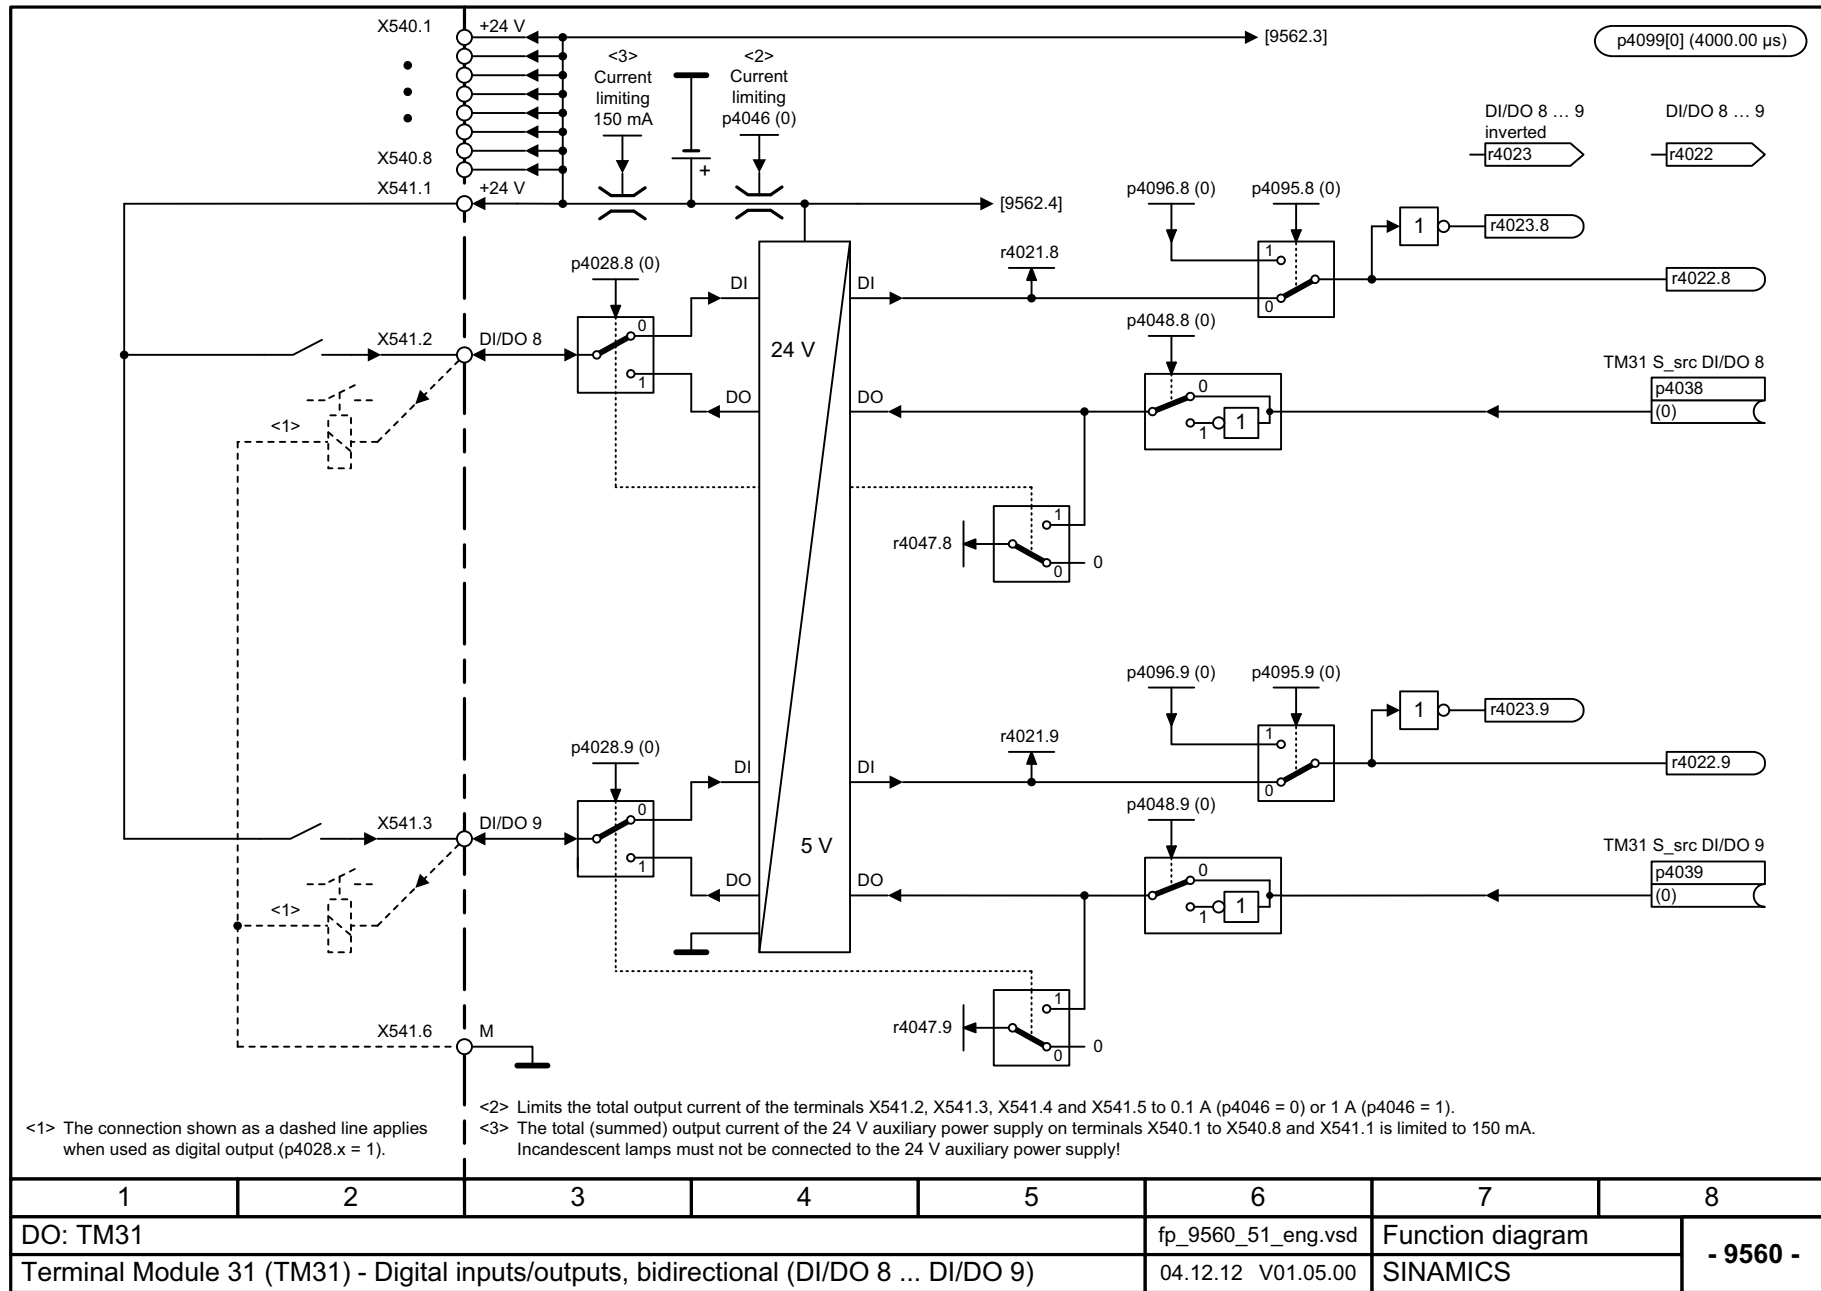 X540.1
+24 V
[9562.3]
p4099[0] (4000.00 µs)
<3>
Current
limiting
150 mA
<2>
Current
limiting
p4046 (0)
+
DI/DO 8 … 9
inverted
r4023
DI/DO 8 … 9
r4022
X540.8
X541.1
+24 V
[9562.4]
p4096.8 (0)
p4095.8 (0)
1
0
1
r4023.8
r4022.8
p4028.8 (0)
0
1
DI
DO
24 V
5 V
DI
DO
r4021.8
X541.2
DI/DO 8
<1>
p4048.8 (0)
0
1
1
TM31 S_src DI/DO 8
p4038
(0)
r4047.8
1
0
0
p4096.9 (0)
p4095.9 (0)
1
0
1
r4023.9
r4022.9
p4028.9 (0)
0
1
DI
DO
DI
DO
r4021.9
X541.3
DI/DO 9
<1>
p4048.9 (0)
0
1
1
TM31 S_src DI/DO 9
p4039
(0)
r4047.9
1
0
0
X541.6
M
<1> The connection shown as a dashed line applies
when used as digital output (p4028.x = 1).
<2> Limits the total output current of the terminals X541.2, X541.3, X541.4 and X541.5 to 0.1 A (p4046 = 0) or 1 A (p4046 = 1).
<3> The total (summed) output current of the 24 V auxiliary power supply on terminals X540.1 to X540.8 and X541.1 is limited to 150 mA.
Incandescent lamps must not be connected to the 24 V auxiliary power supply!
1 2 3 4 5 6 7 8
DO: TM31
fp_9560_51_eng.vsd
Function diagram
- 9560 -
Terminal Module 31 (TM31) - Digital inputs/outputs, bidirectional (DI/DO 8 ... DI/DO 9)
04.12.12 V01.05.00
SINAMICS